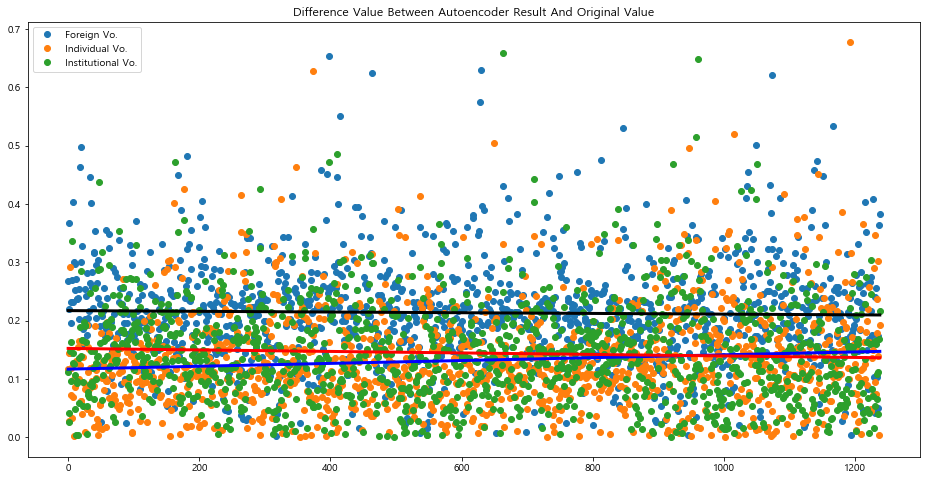 Difference Value Between Autoencoder Result And Original Value
Foreign Vo.
Individual Vo.
Institutional Vo.
0.7
0.6
0.5
0.4
0.3
0.2
0.1
0.0
0 200 400 600 800 1000 1200